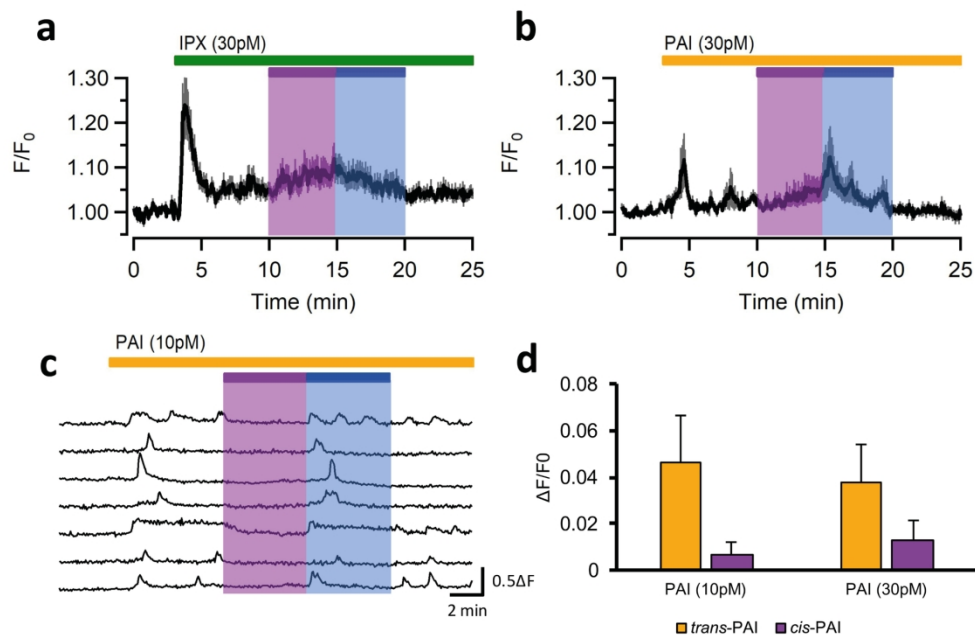 a
IPX (30pM)
1.30
1.20
1.10
1.00
F/F0
0 5 10 15 20 25
Time (min)
b
PAI (30pM)
1.30
1.20
1.10
1.00
F/F0
0 5 10 15 20 25
Time (min)
c
PAI (10pM)
0.5ΔF
2 min
d
0.08
0.06
0.04
0.02
0
ΔF/F0
PAI (10pM) PAI (30pM)
trans-PAI cis-PAI